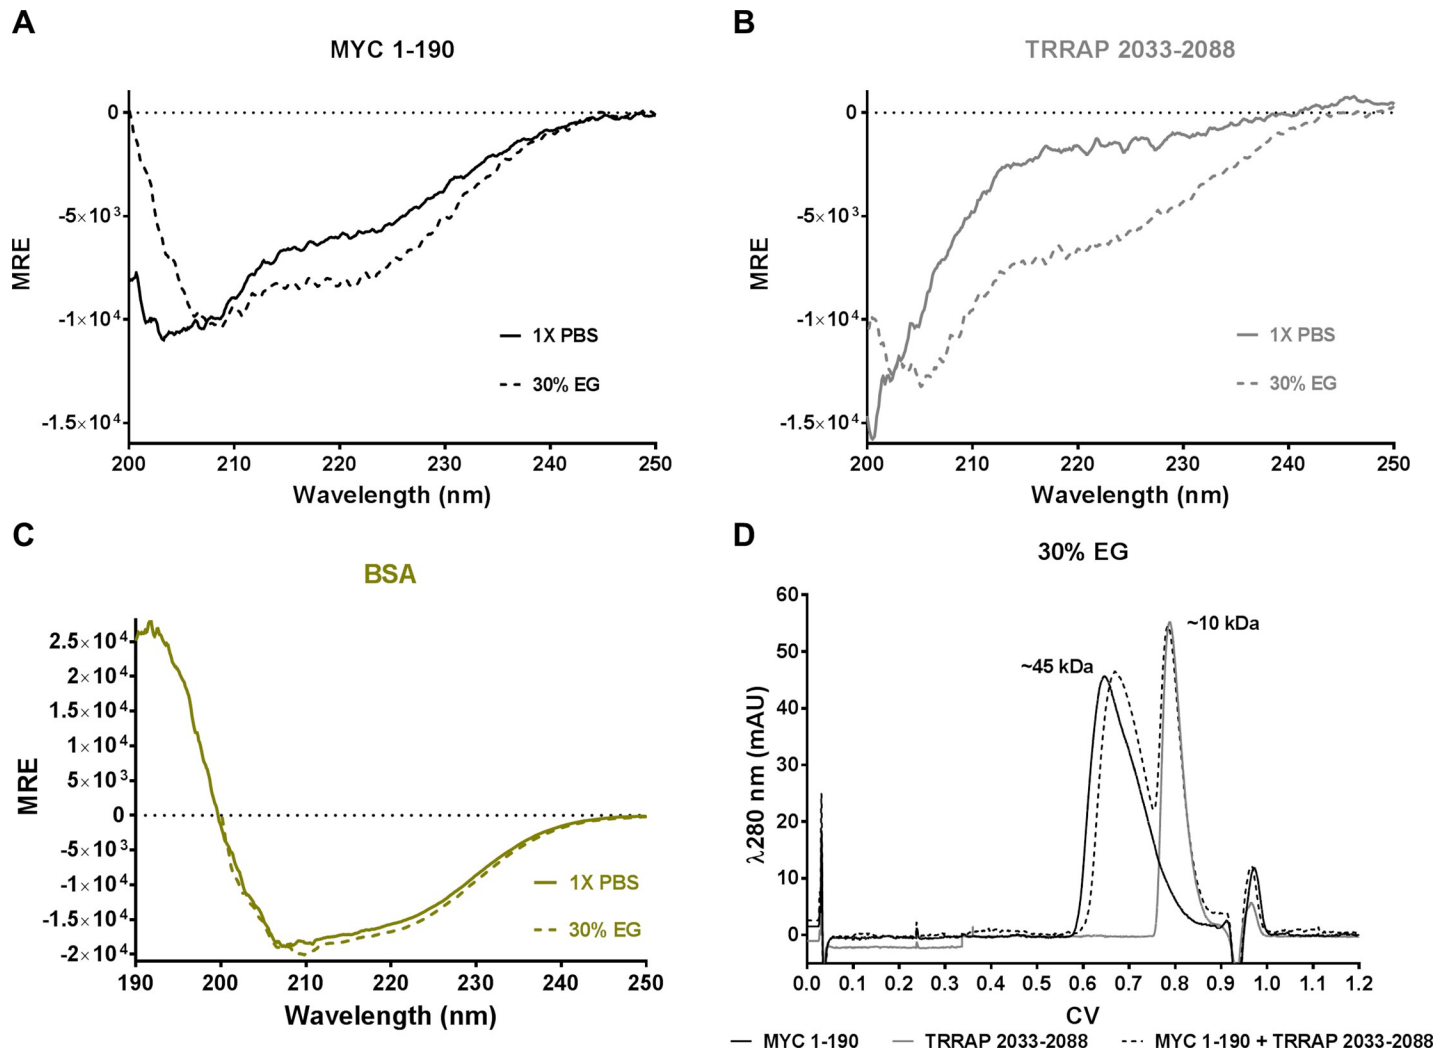 A
MYC 1-190
0
-5×10³
-1×10⁴
-1.5×10⁴
MRE
1X PBS
30% EG
200 210 220 230 240 250
Wavelength (nm)
B
TRRAP 2033-2088
0
-5×10³
-1×10⁴
-1.5×10⁴
MRE
1X PBS
30% EG
200 210 220 230 240 250
Wavelength (nm)
C
BSA
2.5×10⁴
2×10⁴
1.5×10⁴
1×10⁴
5×10³
0
-5×10³
-1×10⁴
-1.5×10⁴
-2×10⁴
MRE
1X PBS
30% EG
190 200 210 220 230 240 250
Wavelength (nm)
D
30% EG
60
50
40
30
20
10
0
λ280 nm (mAU)
~45 kDa
~10 kDa
0.0 0.1 0.2 0.3 0.4 0.5 0.6 0.7 0.8 0.9 1.0 1.1 1.2
CV
MYC 1-190 TRRAP 2033-2088 MYC 1-190 + TRRAP 2033-2088